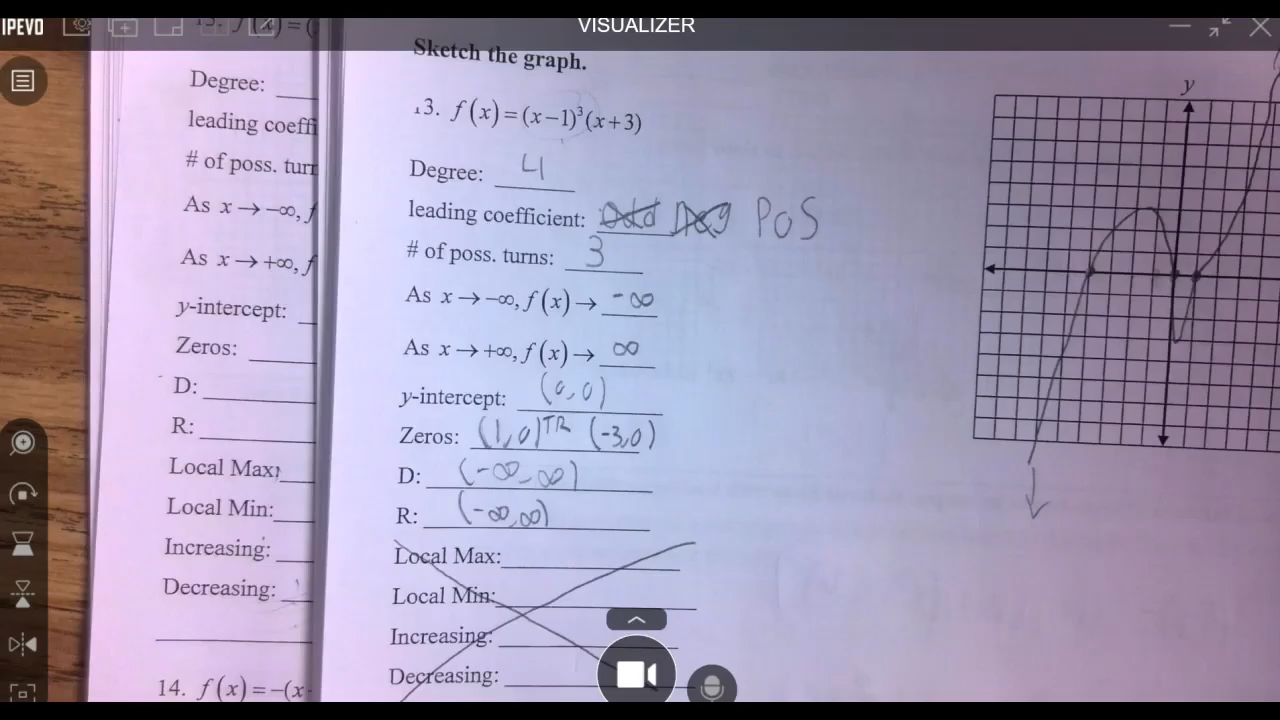 IPEVO
VISUALIZER
Degree:
leading coeffi
# of poss. turn
As x→−∞, f
As x→+∞, f
y-intercept:
Zeros:
D:
R:
Local Max:
Local Min:
Increasing:
Decreasing:
14. f(x)=−(x-
Sketch the graph.
13. f(x)=(x−1)³(x+3)
Degree: 4
leading coefficient: Odd Neg POS
# of poss. turns: 3
As x→−∞, f(x)→ -∞
As x→+∞, f(x)→ ∞
y-intercept: (0,0)
Zeros: (1,0)TR (-3,0)
D: (-∞,∞)
R: (-∞,∞)
Local Max:
Local Min:
Increasing:
Decreasing:
y